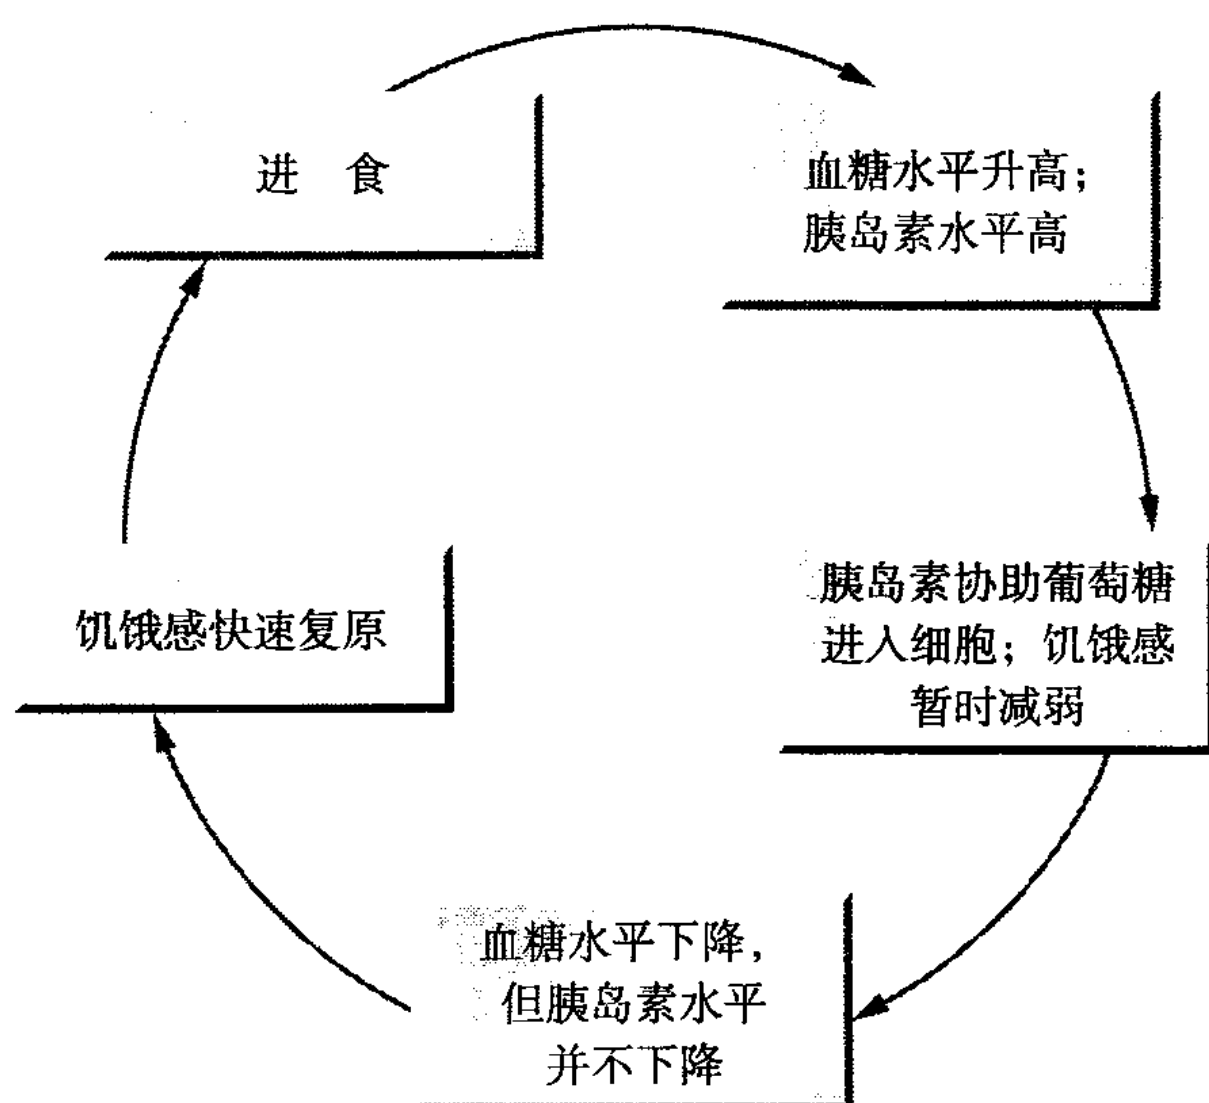 进 食
血糖水平升高；
胰岛素水平高
胰岛素协助葡萄糖
进入细胞；饥饿感
暂时减弱
血糖水平下降，
但胰岛素水平
并不下降
饥饿感快速复原